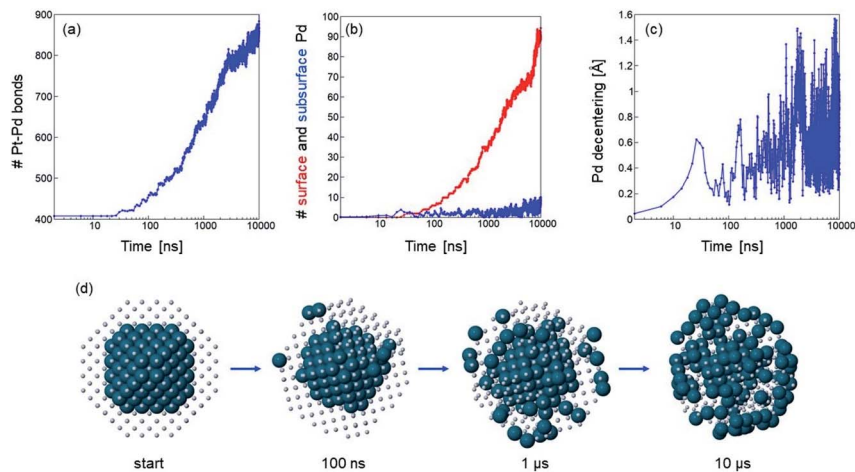 (a)
# Pt-Pd bonds
900
800
700
600
500
400
10
100
1000
10000
Time [ns]
(b)
# surface and subsurface Pd
100
90
80
70
60
50
40
30
20
10
0
10
100
1000
10000
Time [ns]
(c)
Pd decentering [Å]
1.6
1.4
1.2
1
0.8
0.6
0.4
0.2
0
10
100
1000
10000
Time [ns]
(d)
start
100 ns
1 µs
10 µs